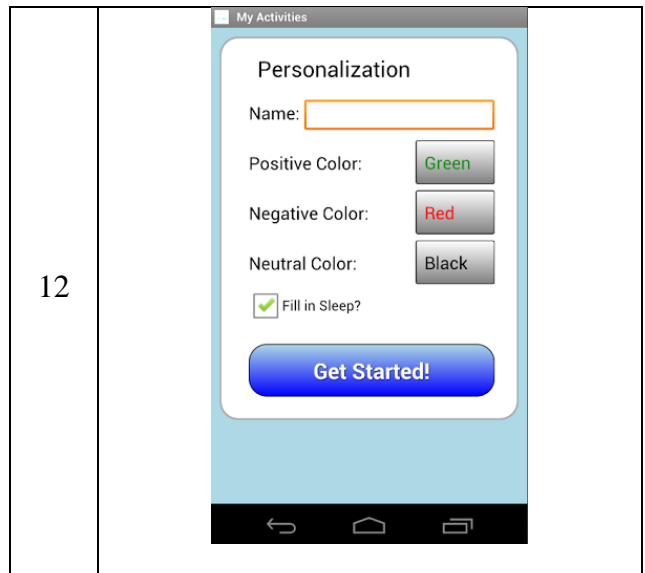 My Activities
Personalization
Name:
Positive Color: Green
Negative Color: Red
Neutral Color: Black
12
Fill in Sleep?
Get Started!